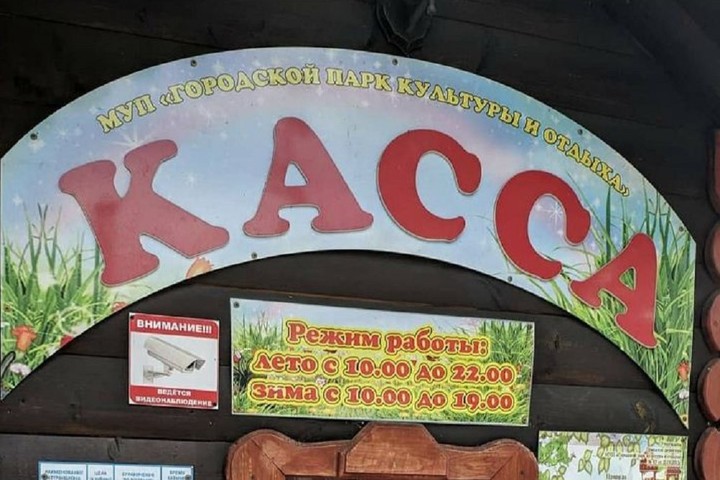 МУП «ГОРОДСКОЙ ПАРК КУЛЬТУРЫ И ОТДЫХА»
КАССА
ВНИМАНИЕ!!!
ВЕДЁТСЯ
ВИДЕОНАБЛЮДЕНИЕ
Режим работы:
лето с 10.00 до 22.00
зима с 10.00 до 19.00